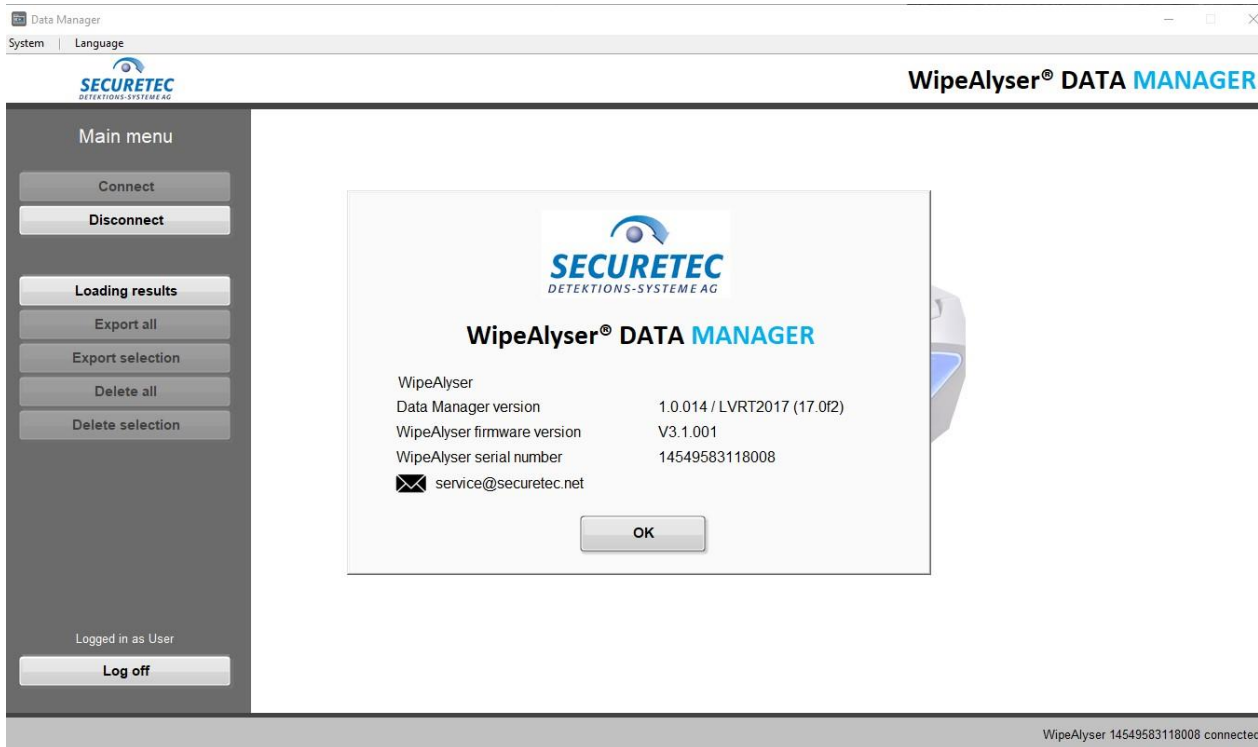 Data Manager
System | Language
SECURETEC
DETEKTIONS-SYSTEME AG
WipeAlyser® DATA MANAGER
Main menu
Connect
Disconnect
Loading results
Export all
Export selection
Delete all
Delete selection
Logged in as User
Log off
SECURETEC
DETEKTIONS-SYSTEME AG
WipeAlyser® DATA MANAGER
WipeAlyser
Data Manager version 1.0.014 / LVRT2017 (17.0f2)
WipeAlyser firmware version V3.1.001
WipeAlyser serial number 14549583118008
service@securetec.net
OK
WipeAlyser 14549583118008 connected